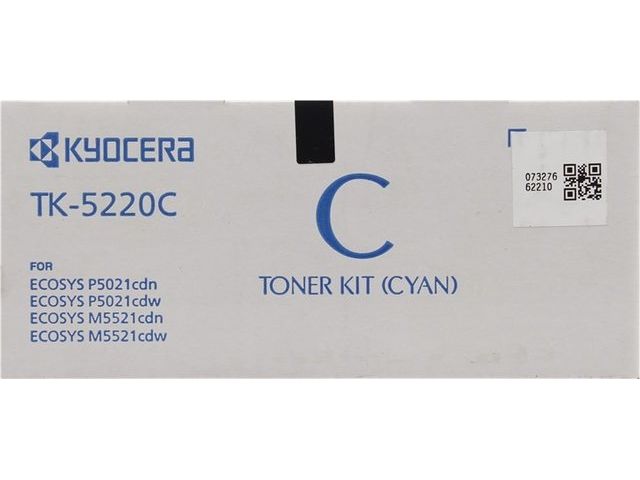 KYOCERA
TK-5220C
FOR
ECOSYS P5021cdn
ECOSYS P5021cdw
ECOSYS M5521cdn
ECOSYS M5521cdw
C
TONER KIT (CYAN)
073276
62210